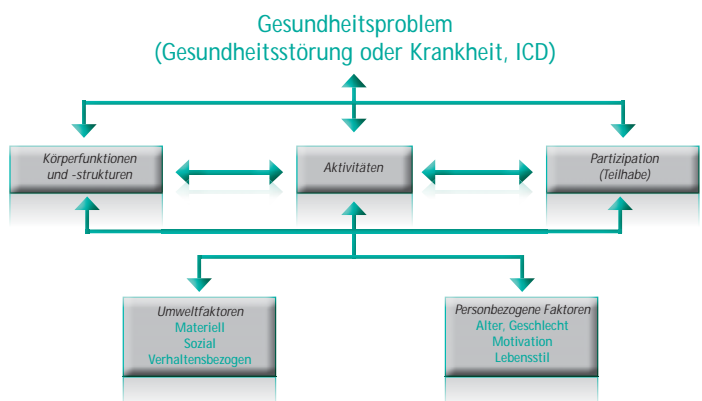 Gesundheitsproblem
(Gesundheitsstörung oder Krankheit, ICD)
Körperfunktionen
und -strukturen
Aktivitäten
Partizipation
(Teilhabe)
Umweltfaktoren
Materiell
Sozial
Verhaltensbezogen
Personbezogene Faktoren
Alter, Geschlecht
Motivation
Lebensstil